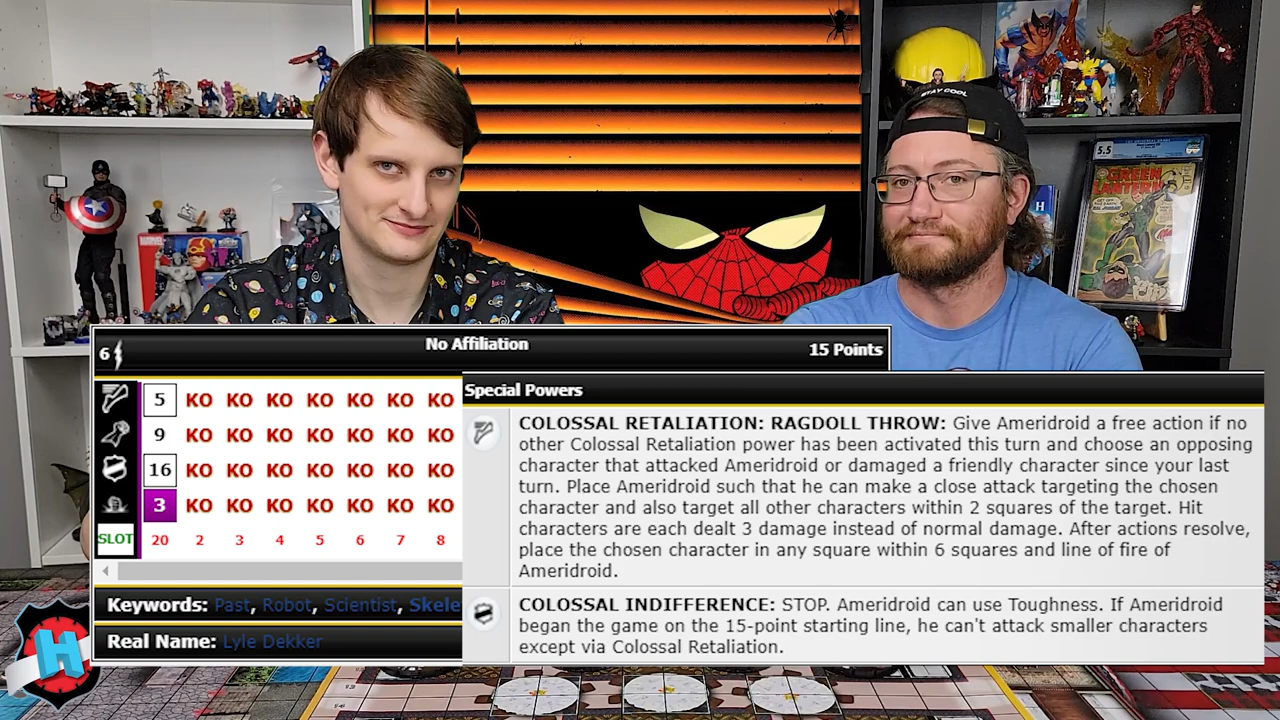 STAY COOL
5.5
GREEN
LANTERN
MARVEL
H
6
No Affiliation
15 Points
5 KO KO KO KO KO KO KO
9 KO KO KO KO KO KO KO
16 KO KO KO KO KO KO KO
3 KO KO KO KO KO KO KO
SLOT 20 2 3 4 5 6 7 8
Keywords: Past, Robot, Scientist, Skele
Real Name: Lyle Dekker
Special Powers
COLOSSAL RETALIATION: RAGDOLL THROW: Give Ameridroid a free action if
no other Colossal Retaliation power has been activated this turn and choose an opposing
character that attacked Ameridroid or damaged a friendly character since your last
turn. Place Ameridroid such that he can make a close attack targeting the chosen
character and also target all other characters within 2 squares of the target. Hit
characters are each dealt 3 damage instead of normal damage. After actions resolve,
place the chosen character in any square within 6 squares and line of fire of
Ameridroid.
COLOSSAL INDIFFERENCE: STOP. Ameridroid can use Toughness. If Ameridroid
began the game on the 15-point starting line, he can't attack smaller characters
except via Colossal Retaliation.
H